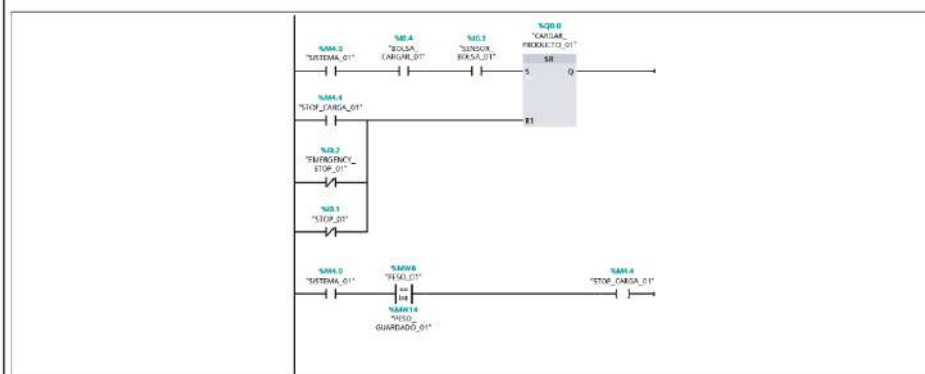 %Q0.0
"CARGAR_
PRODUCTO_01"
%M4.0
"SISTEMA_01"
%I0.4
"BOLSA_
CARGAR_01"
%I0.3
"SENSOR_
BOLSA_01"
SR
S
Q
%M4.4
"STOP_CARGA_01"
R1
%I0.2
"EMERGENCY_
STOP_01"
%I0.1
"STOP_01"
%M4.0
"SISTEMA_01"
%MW6
"PESO_01"
==
Int
%MW14
"PESO_
GUARDADO_01"
%M4.4
"STOP_CARGA_01"